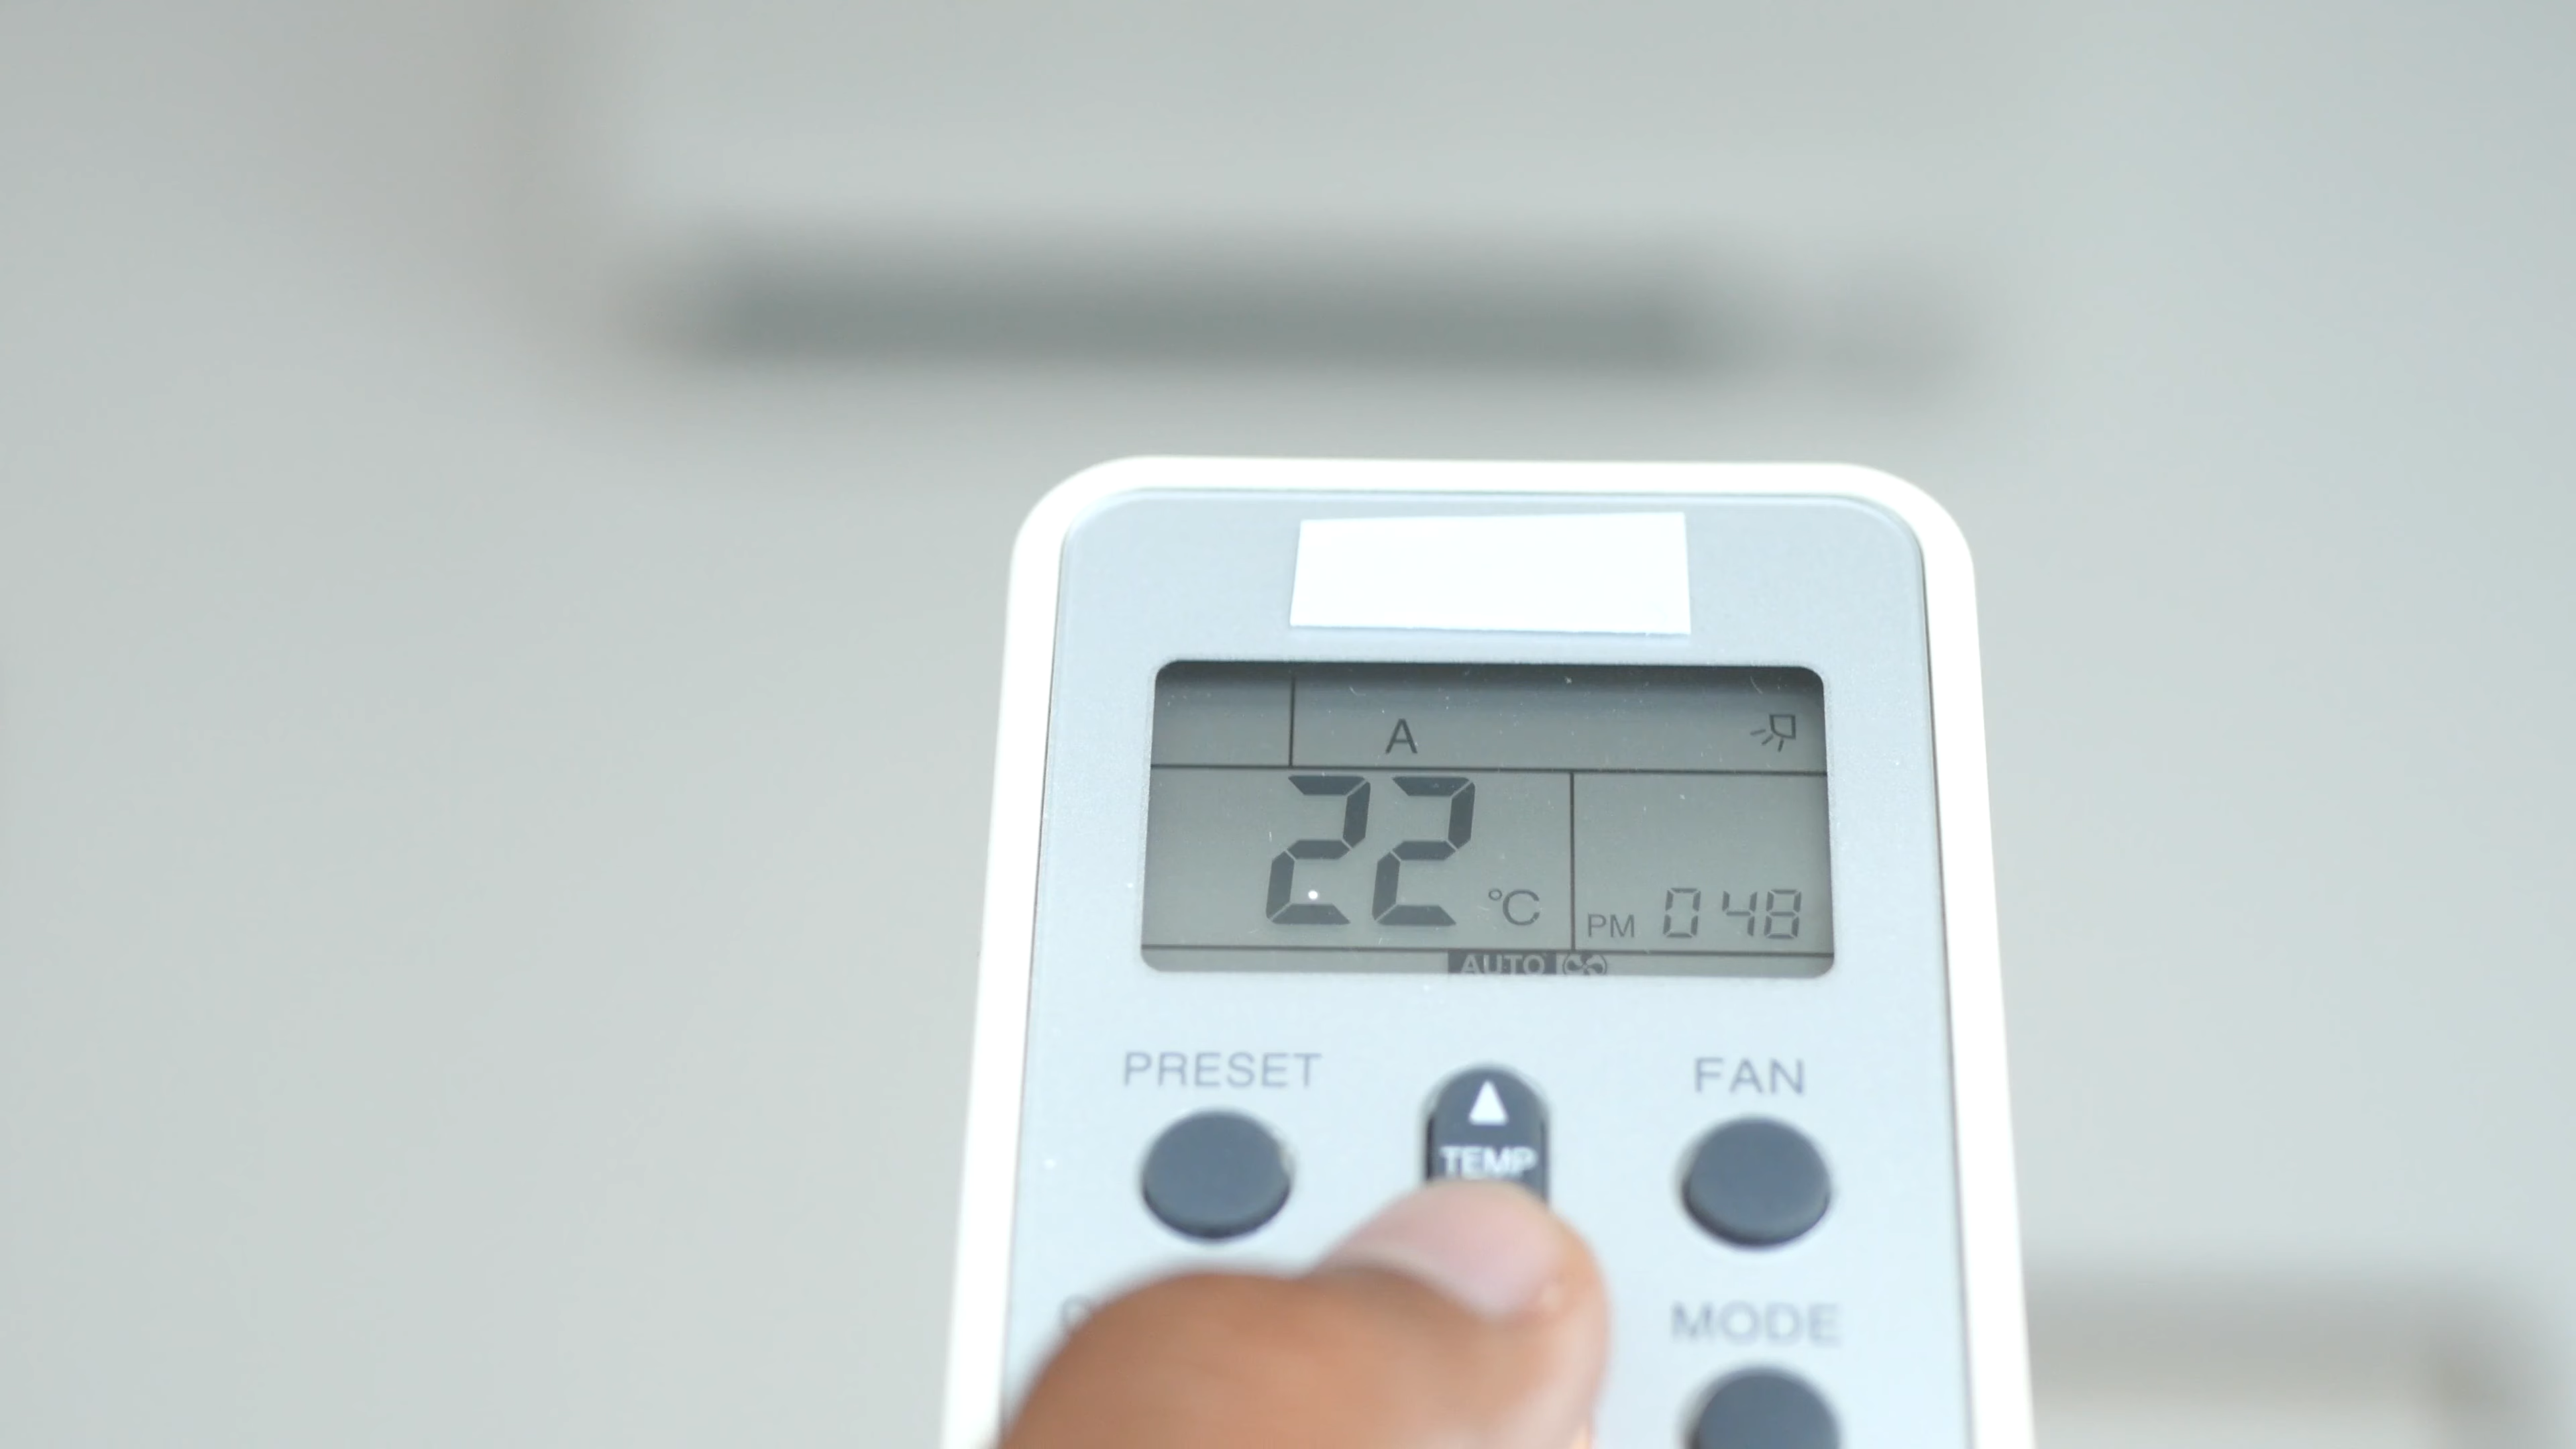 A
22 °C
PM 0 48
AUTO
PRESET
FAN
TEMP
MODE